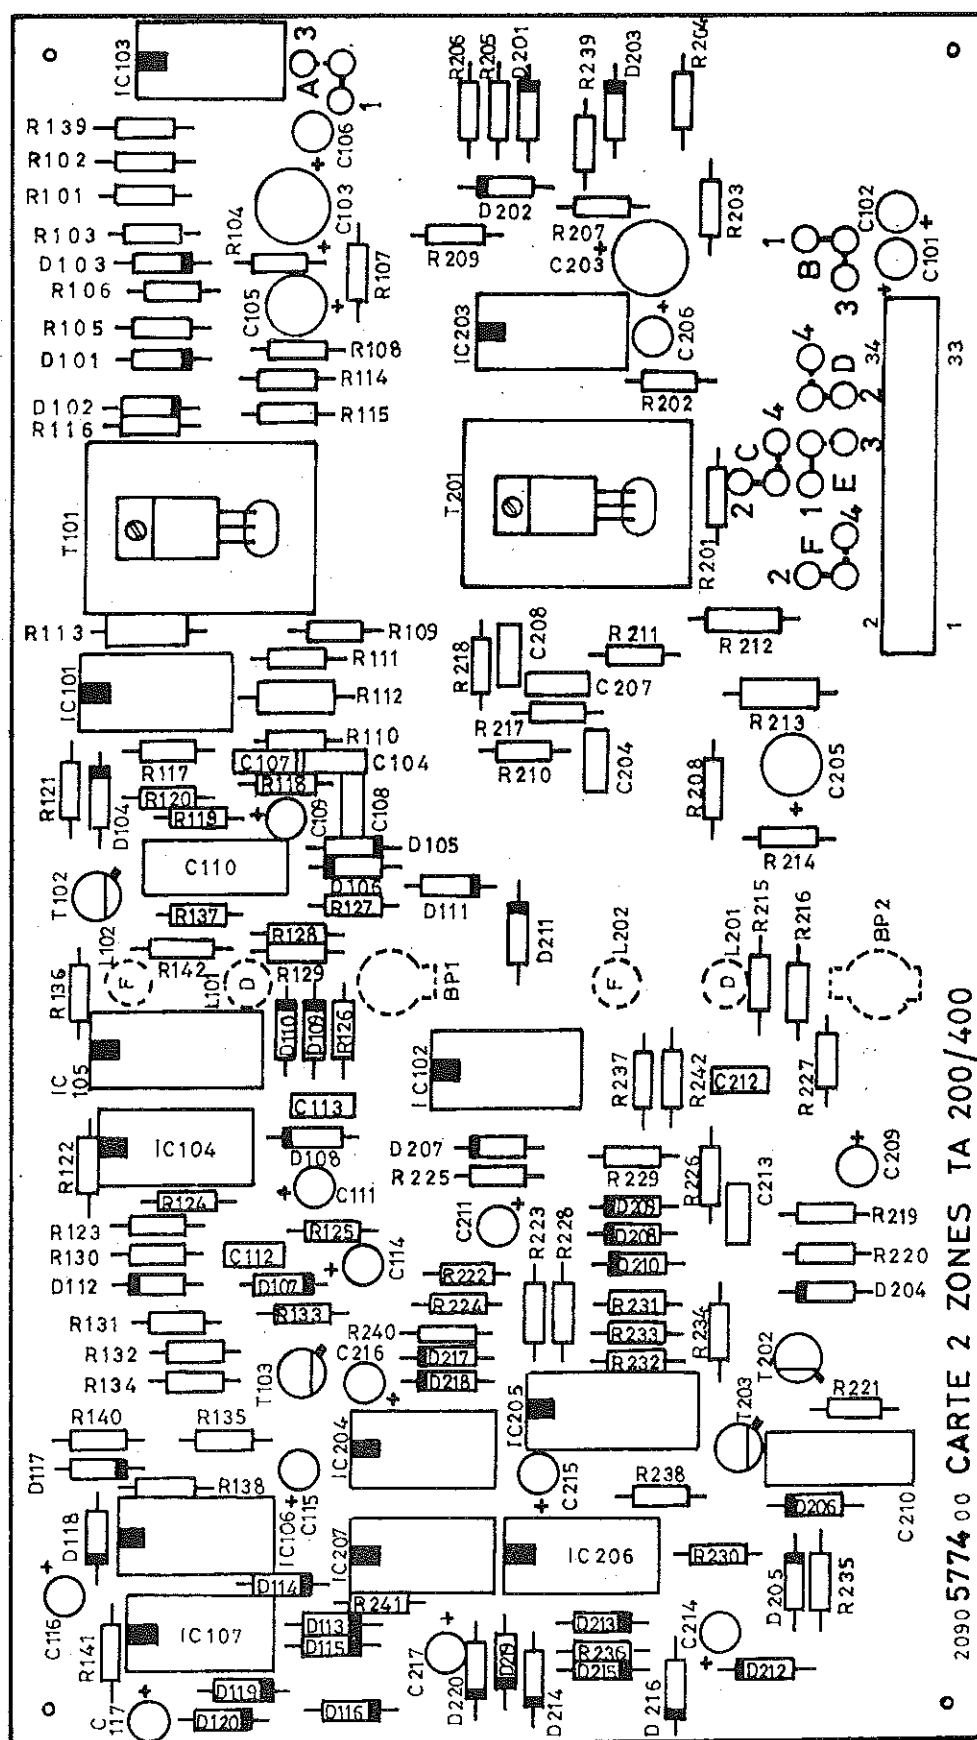 IC103
A
3
1
R206
R205
D201
R239
D203
R204
R139
R102
R101
R103
D103
R106
R105
D101
D102
R116
C106
C103
R104
R107
C105
R108
R114
R115
D202
R207
R209
R203
C203
IC203
C206
R202
C102
C101
1
B
3
4
D
2
34
33
4
C
2
3
E
1
4
F
2
2
1
T101
T201
R201
R113
R109
R111
R112
IC101
R110
R218
C208
R211
R212
C207
R217
R210
C204
R213
C205
R208
R214
R121
D104
R117
R120
R119
C107
C104
R118
C109
C108
D105
D106
C110
T102
R127
D111
R137
R128
R129
L102
R142
L101
F
D
BP1
D211
L202
F
L201
D
R215
R216
BP2
R136
IC
105
D110
D109
R126
IC102
R237
R242
C212
R227
C113
IC104
R122
D108
D207
R225
C111
R124
R123
R130
D112
C112
R125
C114
D107
R133
C211
R223
R228
R229
D209
D208
D210
R226
C213
C209
R219
R220
D204
R222
R224
R240
D217
D218
R231
R233
R232
R234
R131
R132
R134
T103
C216
T202
R221
R140
R135
D117
R138
IC204
IC205
C215
T203
R238
C210
D206
D118
IC106
C115
IC207
IC206
R230
D205
R235
D114
R241
C116
R141
IC107
D113
D115
C217
D220
D219
D214
D213
R236
D215
D216
C214
D212
D119
C
117
D120
D116
2090 5774 00 CARTE 2 ZONES TA 200/400